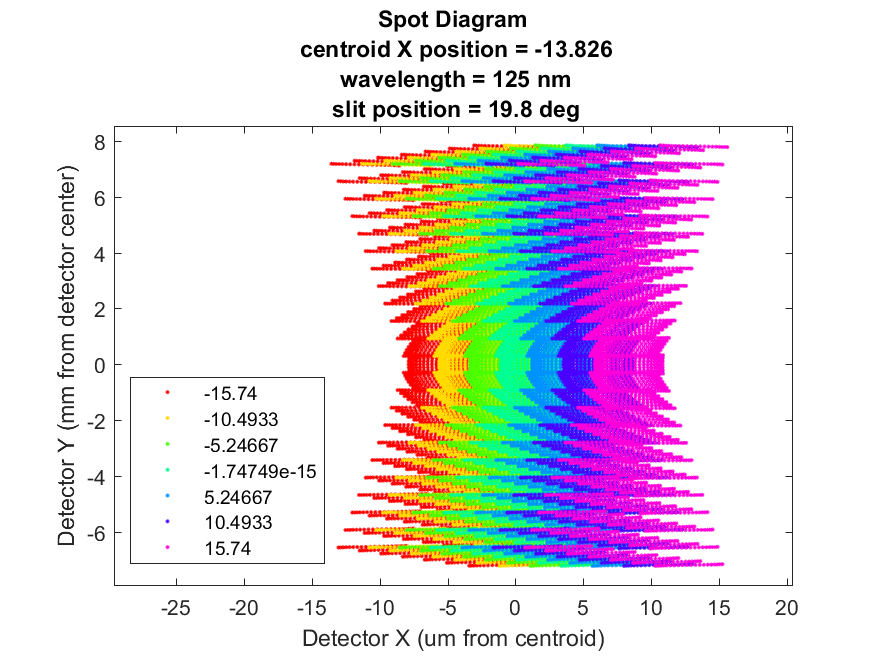 Spot Diagram
centroid X position = -13.826
wavelength = 125 nm
slit position = 19.8 deg
Detector Y (mm from detector center)
8
6
4
2
0
-2
-4
-6
-15.74
-10.4933
-5.24667
-1.74749e-15
5.24667
10.4933
15.74
-25 -20 -15 -10 -5 0 5 10 15 20
Detector X (um from centroid)